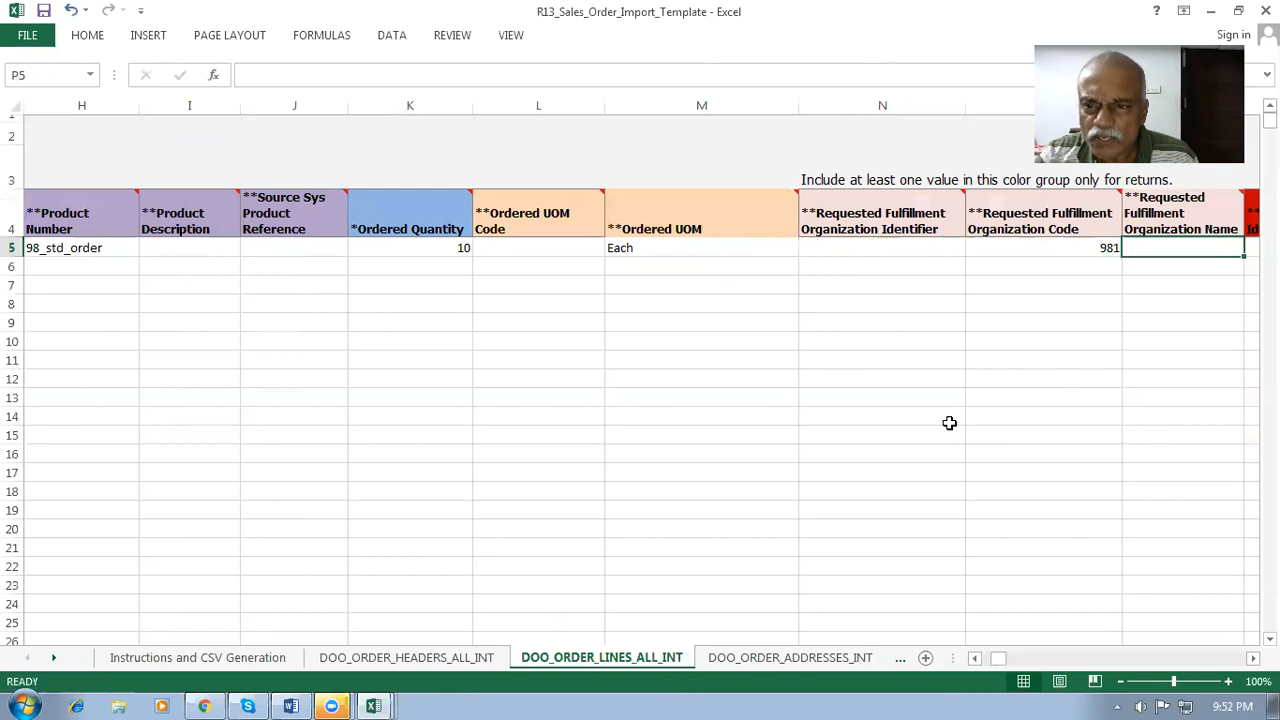 R13_Sales_Order_Import_Template - Excel
?
FILE HOME INSERT PAGE LAYOUT FORMULAS DATA REVIEW VIEW Sign in
P5 fx
H I J K L M N
1
2
3 Include at least one value in this color group only for returns.
4 **Product Number **Product Description **Source Sys Product Reference *Ordered Quantity **Ordered UOM Code **Ordered UOM **Requested Fulfillment Organization Identifier **Requested Fulfillment Organization Code **Requested Fulfillment Organization Name
5 98_std_order 10 Each 981
6
7
8
9
10
11
12
13
14
15
16
17
18
19
20
21
22
23
24
25
26
Instructions and CSV Generation DOO_ORDER_HEADERS_ALL_INT DOO_ORDER_LINES_ALL_INT DOO_ORDER_ADDRESSES_INT ...
READY 100%
9:52 PM